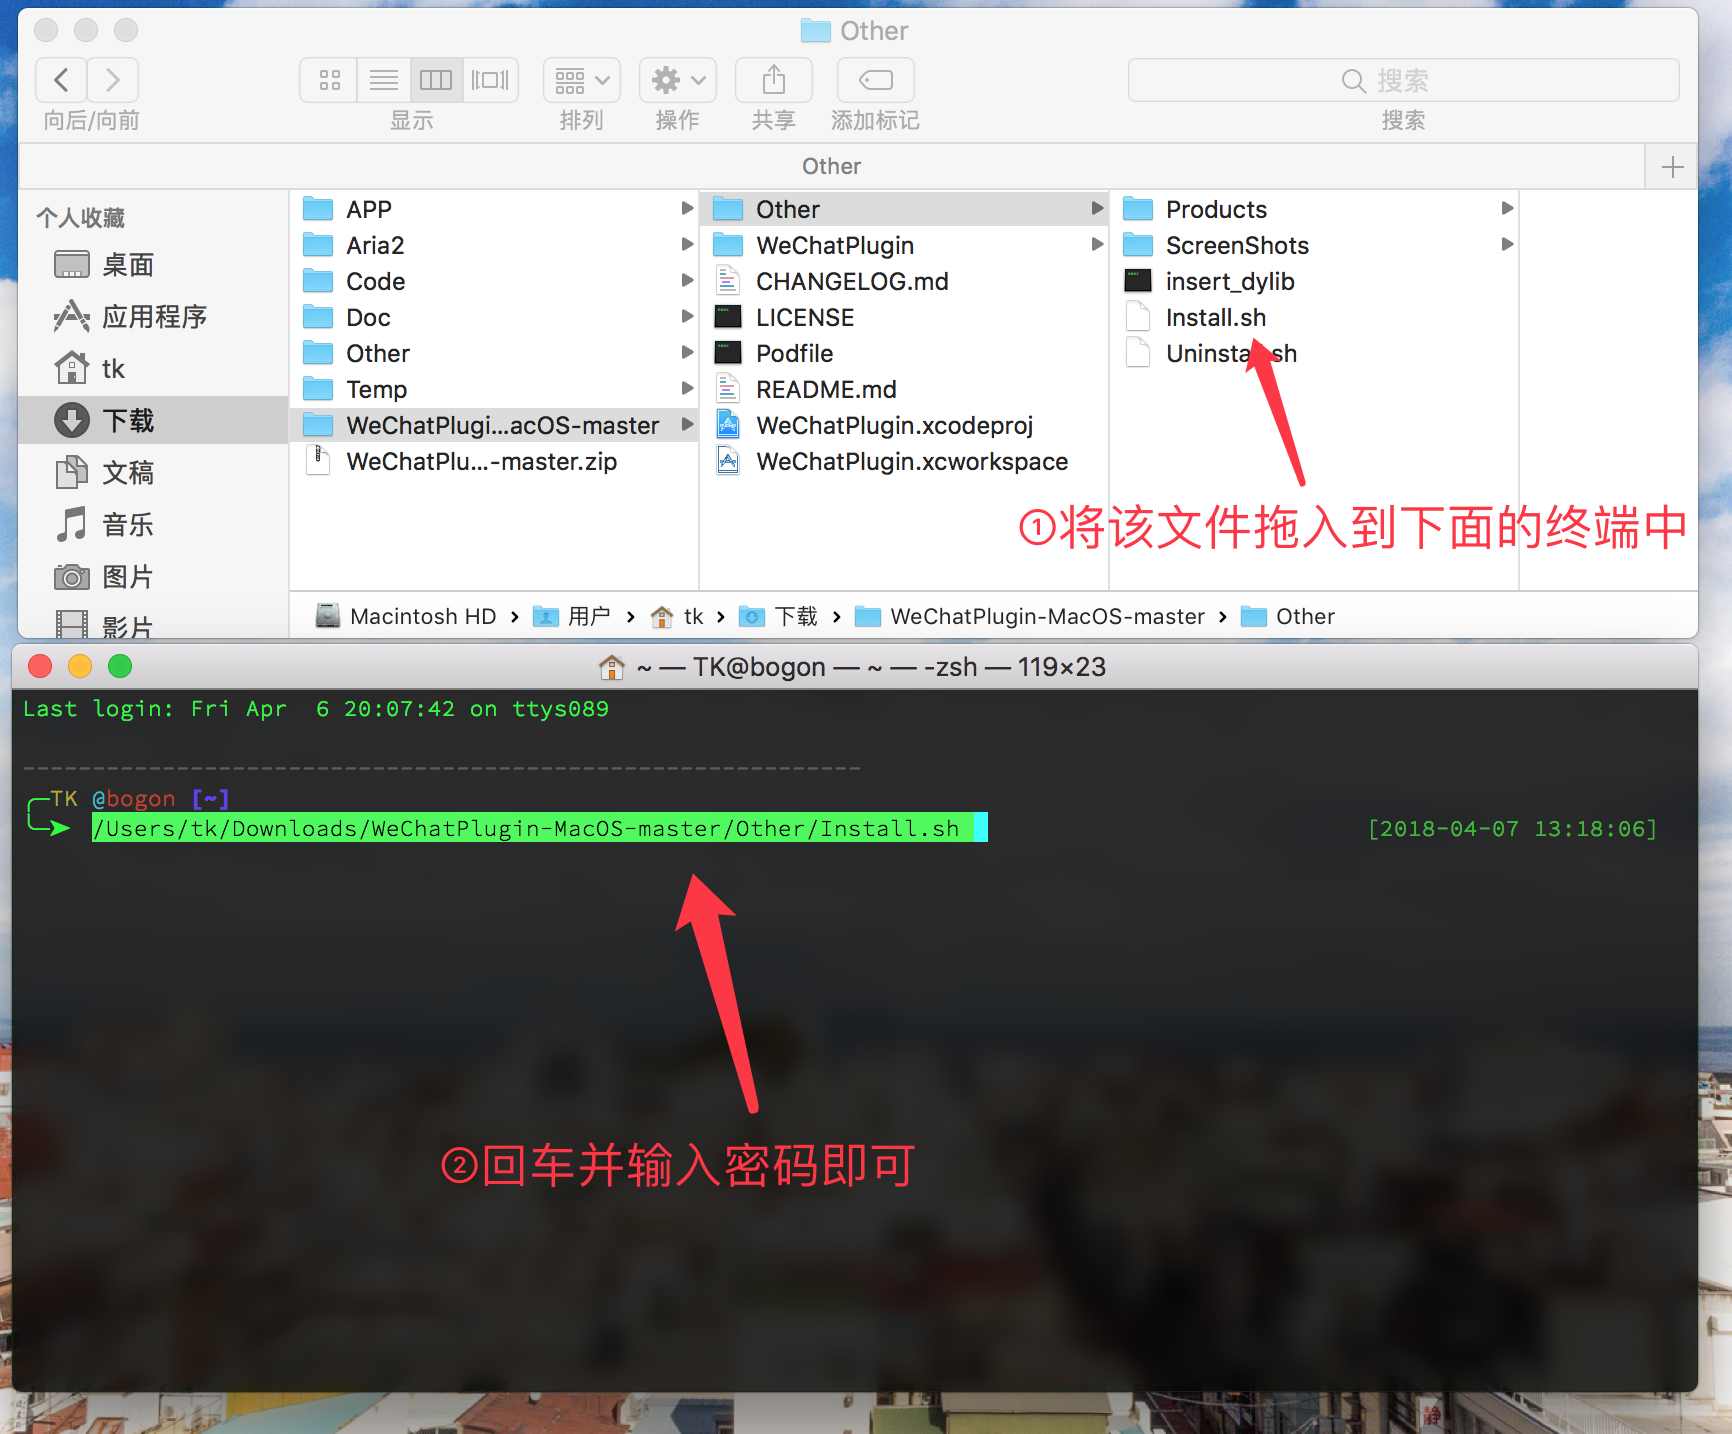 Other
向后/向前
显示
排列
操作
共享
添加标记
搜索
搜索
Other
个人收藏
桌面
应用程序
tk
下载
文稿
音乐
图片
影片
APP
Aria2
Code
Doc
Other
Temp
WeChatPlugi...acOS-master
WeChatPlu...-master.zip
Other
WeChatPlugin
CHANGELOG.md
LICENSE
Podfile
README.md
WeChatPlugin.xcodeproj
WeChatPlugin.xcworkspace
Products
ScreenShots
insert_dylib
Install.sh
①将该文件拖入到下面的终端中
Macintosh HD › 用户 › tk › 下载 › WeChatPlugin-MacOS-master › Other
~ — TK@bogon — ~ — -zsh — 119×23
Last login: Fri Apr  6 20:07:42 on ttys089
------------------------------------------------------------
TK @bogon [~]
/Users/tk/Downloads/WeChatPlugin-MacOS-master/Other/Install.sh [2018-04-07 13:18:06]
②回车并输入密码即可
静